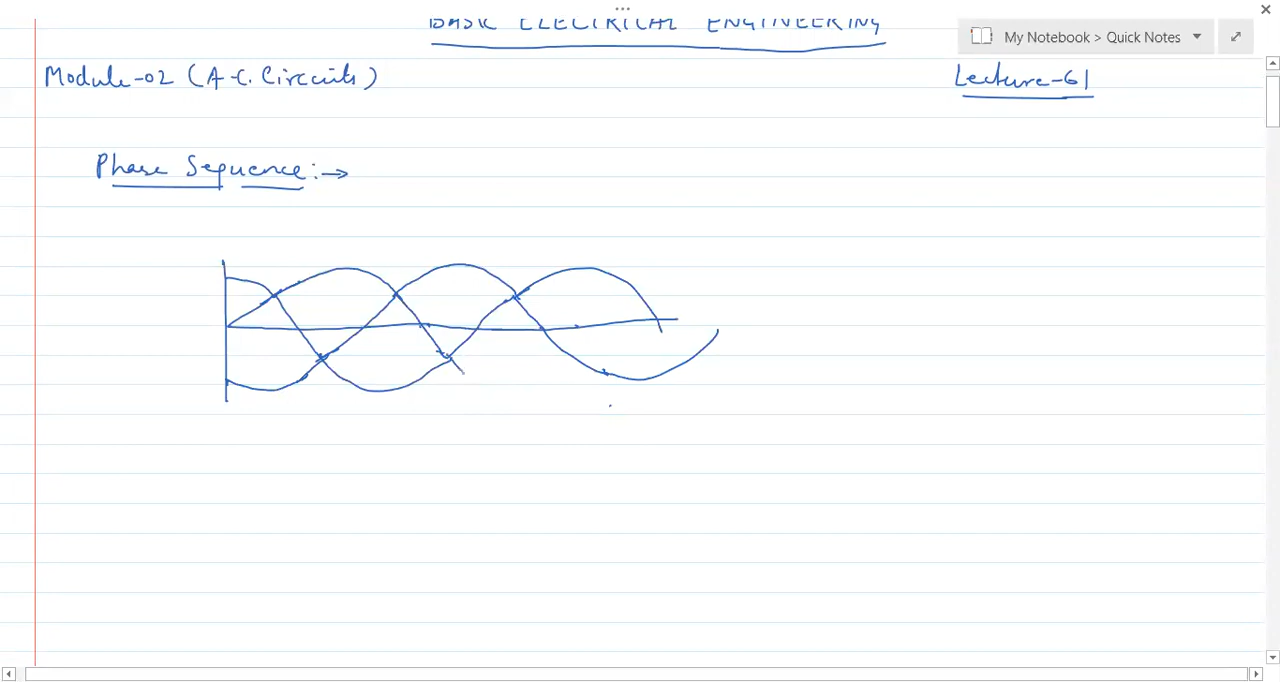 BASIC ELECTRICAL ENGINEERING
My Notebook > Quick Notes
Module-02 (A-C. Circuits)
Lecture-61
Phase Sequence:→